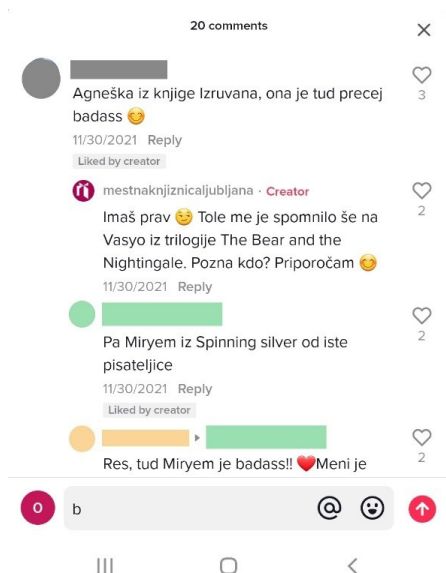 20 comments
Agneška iz knjige Izruvana, ona je tud precej
badass 😊
3
11/30/2021 Reply
Liked by creator
mestnaknjiznicaljubljana · Creator
Imaš prav 😏 Tole me je spomnilo še na
Vasyo iz trilogije The Bear and the
Nightingale. Pozna kdo? Priporočam 😊
2
11/30/2021 Reply
Pa Miryem iz Spinning silver od iste
pisateljice
2
11/30/2021 Reply
Liked by creator
Res, tud Miryem je badass!! ❤️Meni je
2
O
b